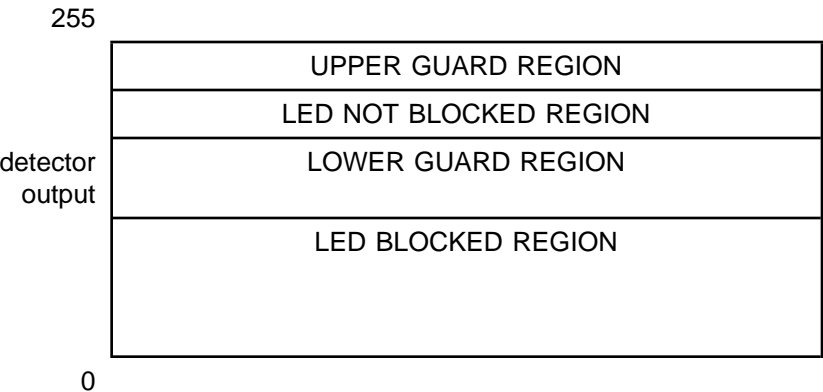 255
UPPER GUARD REGION
LED NOT BLOCKED REGION
detector
output
LOWER GUARD REGION
LED BLOCKED REGION
0